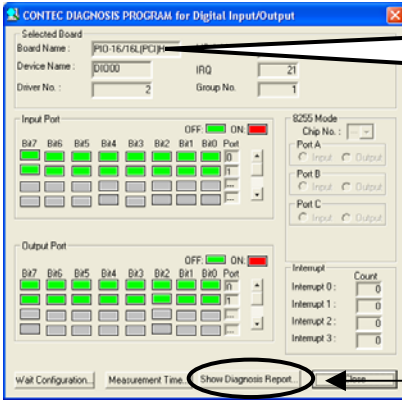 CONTEC DIAGNOSIS PROGRAM for Digital Input/Output
Selected Board
Board Name : PIO-16/16L(PCI)H
Device Name : DIO00 IRQ 21
Driver No. : 2 Group No. 1
Input Port
OFF: ON:
Bit7 Bit6 Bit5 Bit4 Bit3 Bit2 Bit1 Bit0 Port
0
1
...
...
8255 Mode
Chip No. : ...
Port A
Input Output
Port B
Input Output
Port C
Input Output
Output Port
OFF: ON:
Bit7 Bit6 Bit5 Bit4 Bit3 Bit2 Bit1 Bit0 Port
0
1
...
...
Interrupt
Count
Interrupt 0 : 0
Interrupt 1 : 0
Interrupt 2 : 0
Interrupt 3 : 0
Wait Configuration... Measurement Time... Show Diagnosis Report... Close